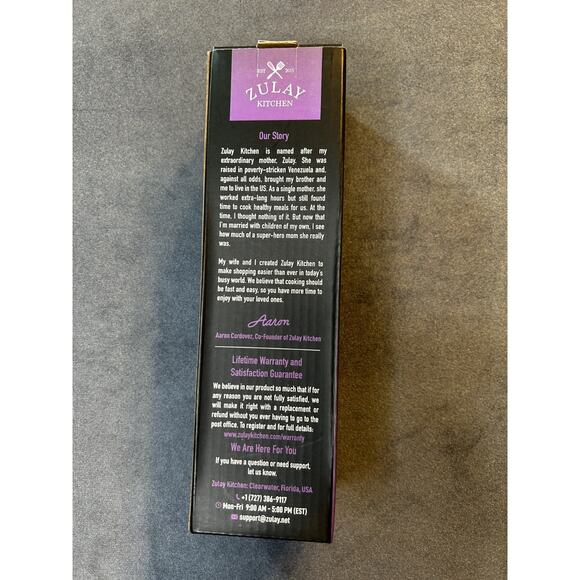 EST 2015
ZULAY
KITCHEN
Our Story
Zulay Kitchen is named after my
extraordinary mother, Zulay. She was
raised in poverty-stricken Venezuela and,
against all odds, brought my brother and
me to live in the US. As a single mother, she
worked extra-long hours but still found
time to cook healthy meals for us. At the
time, I thought nothing of it. But now that
I'm married with children of my own, I see
how much of a super-hero mom she really
was.
My wife and I created Zulay Kitchen to
make shopping easier than ever in today's
busy world. We believe that cooking should
be fast and easy, so you have more time to
enjoy with your loved ones.
Aaron
Aaron Cordovez, Co-Founder of Zulay Kitchen
Lifetime Warranty and
Satisfaction Guarantee
We believe in our product so much that if for
any reason you are not fully satisfied, we
will make it right with a replacement or
refund without you ever having to go to the
post office. To register and for full details:
www.zulaykitchen.com/warranty
We Are Here For You
If you have a question or need support,
let us know.
Zulay Kitchen: Clearwater, Florida, USA
+1 (727) 386-9117
Mon-Fri 9:00 AM - 5:00 PM (EST)
support@zulay.net